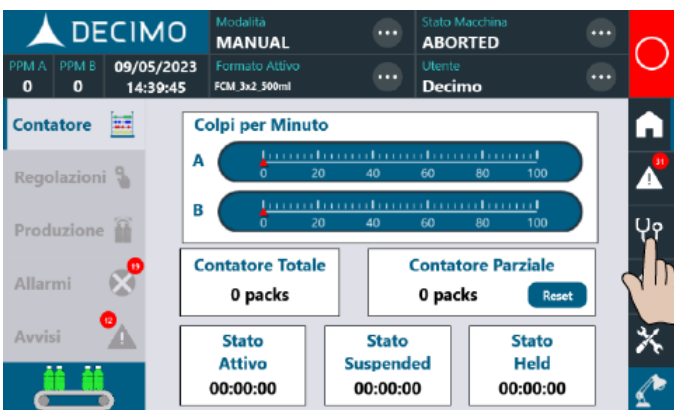 DECIMO
Modalità
MANUAL
Stato Macchina
ABORTED
PPM A
0
PPM B
0
09/05/2023
14:39:45
Formato Attivo
FCM_3x2_500ml
Utente
Decimo
Contatore
Regolazioni
Produzione
Allarmi
19
Avvisi
12
Colpi per Minuto
A
0 20 40 60 80 100
B
0 20 40 60 80 100
Contatore Totale
0 packs
Contatore Parziale
0 packs
Reset
Stato
Attivo
00:00:00
Stato
Suspended
00:00:00
Stato
Held
00:00:00
31